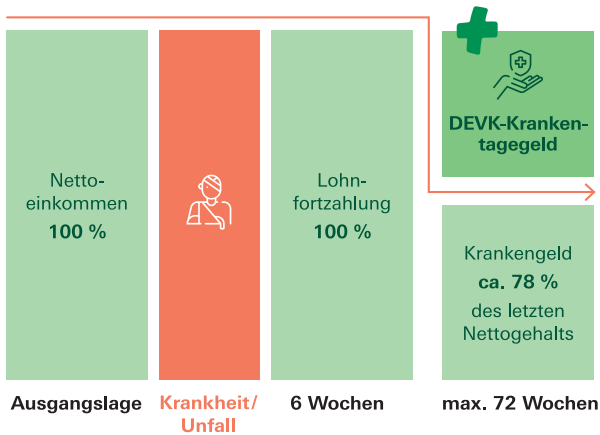 Netto-
einkommen
100 %
Lohn-
fortzahlung
100 %
DEVK-Kranken-
tagegeld
Krankengeld
ca. 78 %
des letzten
Nettogehalts
Ausgangslage
Krankheit/
Unfall
6 Wochen
max. 72 Wochen